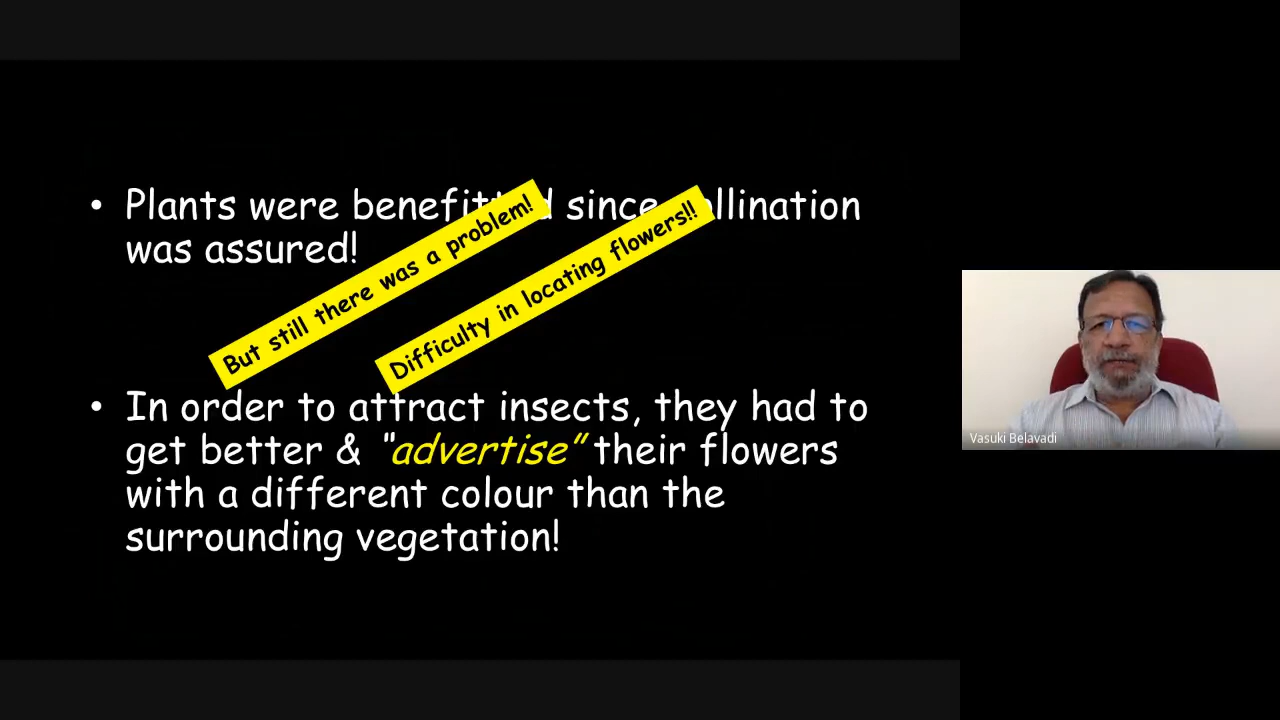 • Plants were benefitted since pollination
was assured!
But still there was a problem!
Difficulty in locating flowers!!
• In order to attract insects, they had to
get better & "advertise" their flowers
with a different colour than the
surrounding vegetation!
Vasuki Belavadi